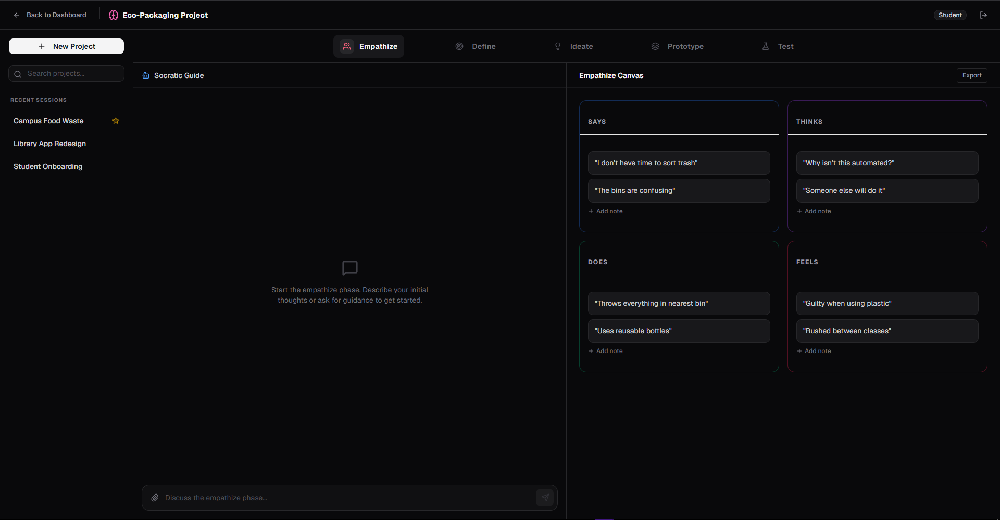 Back to Dashboard
Eco-Packaging Project
Student
New Project
Search projects...
RECENT SESSIONS
Campus Food Waste
Library App Redesign
Student Onboarding
Empathize
Define
Ideate
Prototype
Test
Socratic Guide
Start the empathize phase. Describe your initial
thoughts or ask for guidance to get started.
Discuss the empathize phase...
Empathize Canvas
Export
SAYS
"I don't have time to sort trash"
"The bins are confusing"
+ Add note
THINKS
"Why isn't this automated?"
"Someone else will do it"
+ Add note
DOES
"Throws everything in nearest bin"
"Uses reusable bottles"
+ Add note
FEELS
"Guilty when using plastic"
"Rushed between classes"
+ Add note